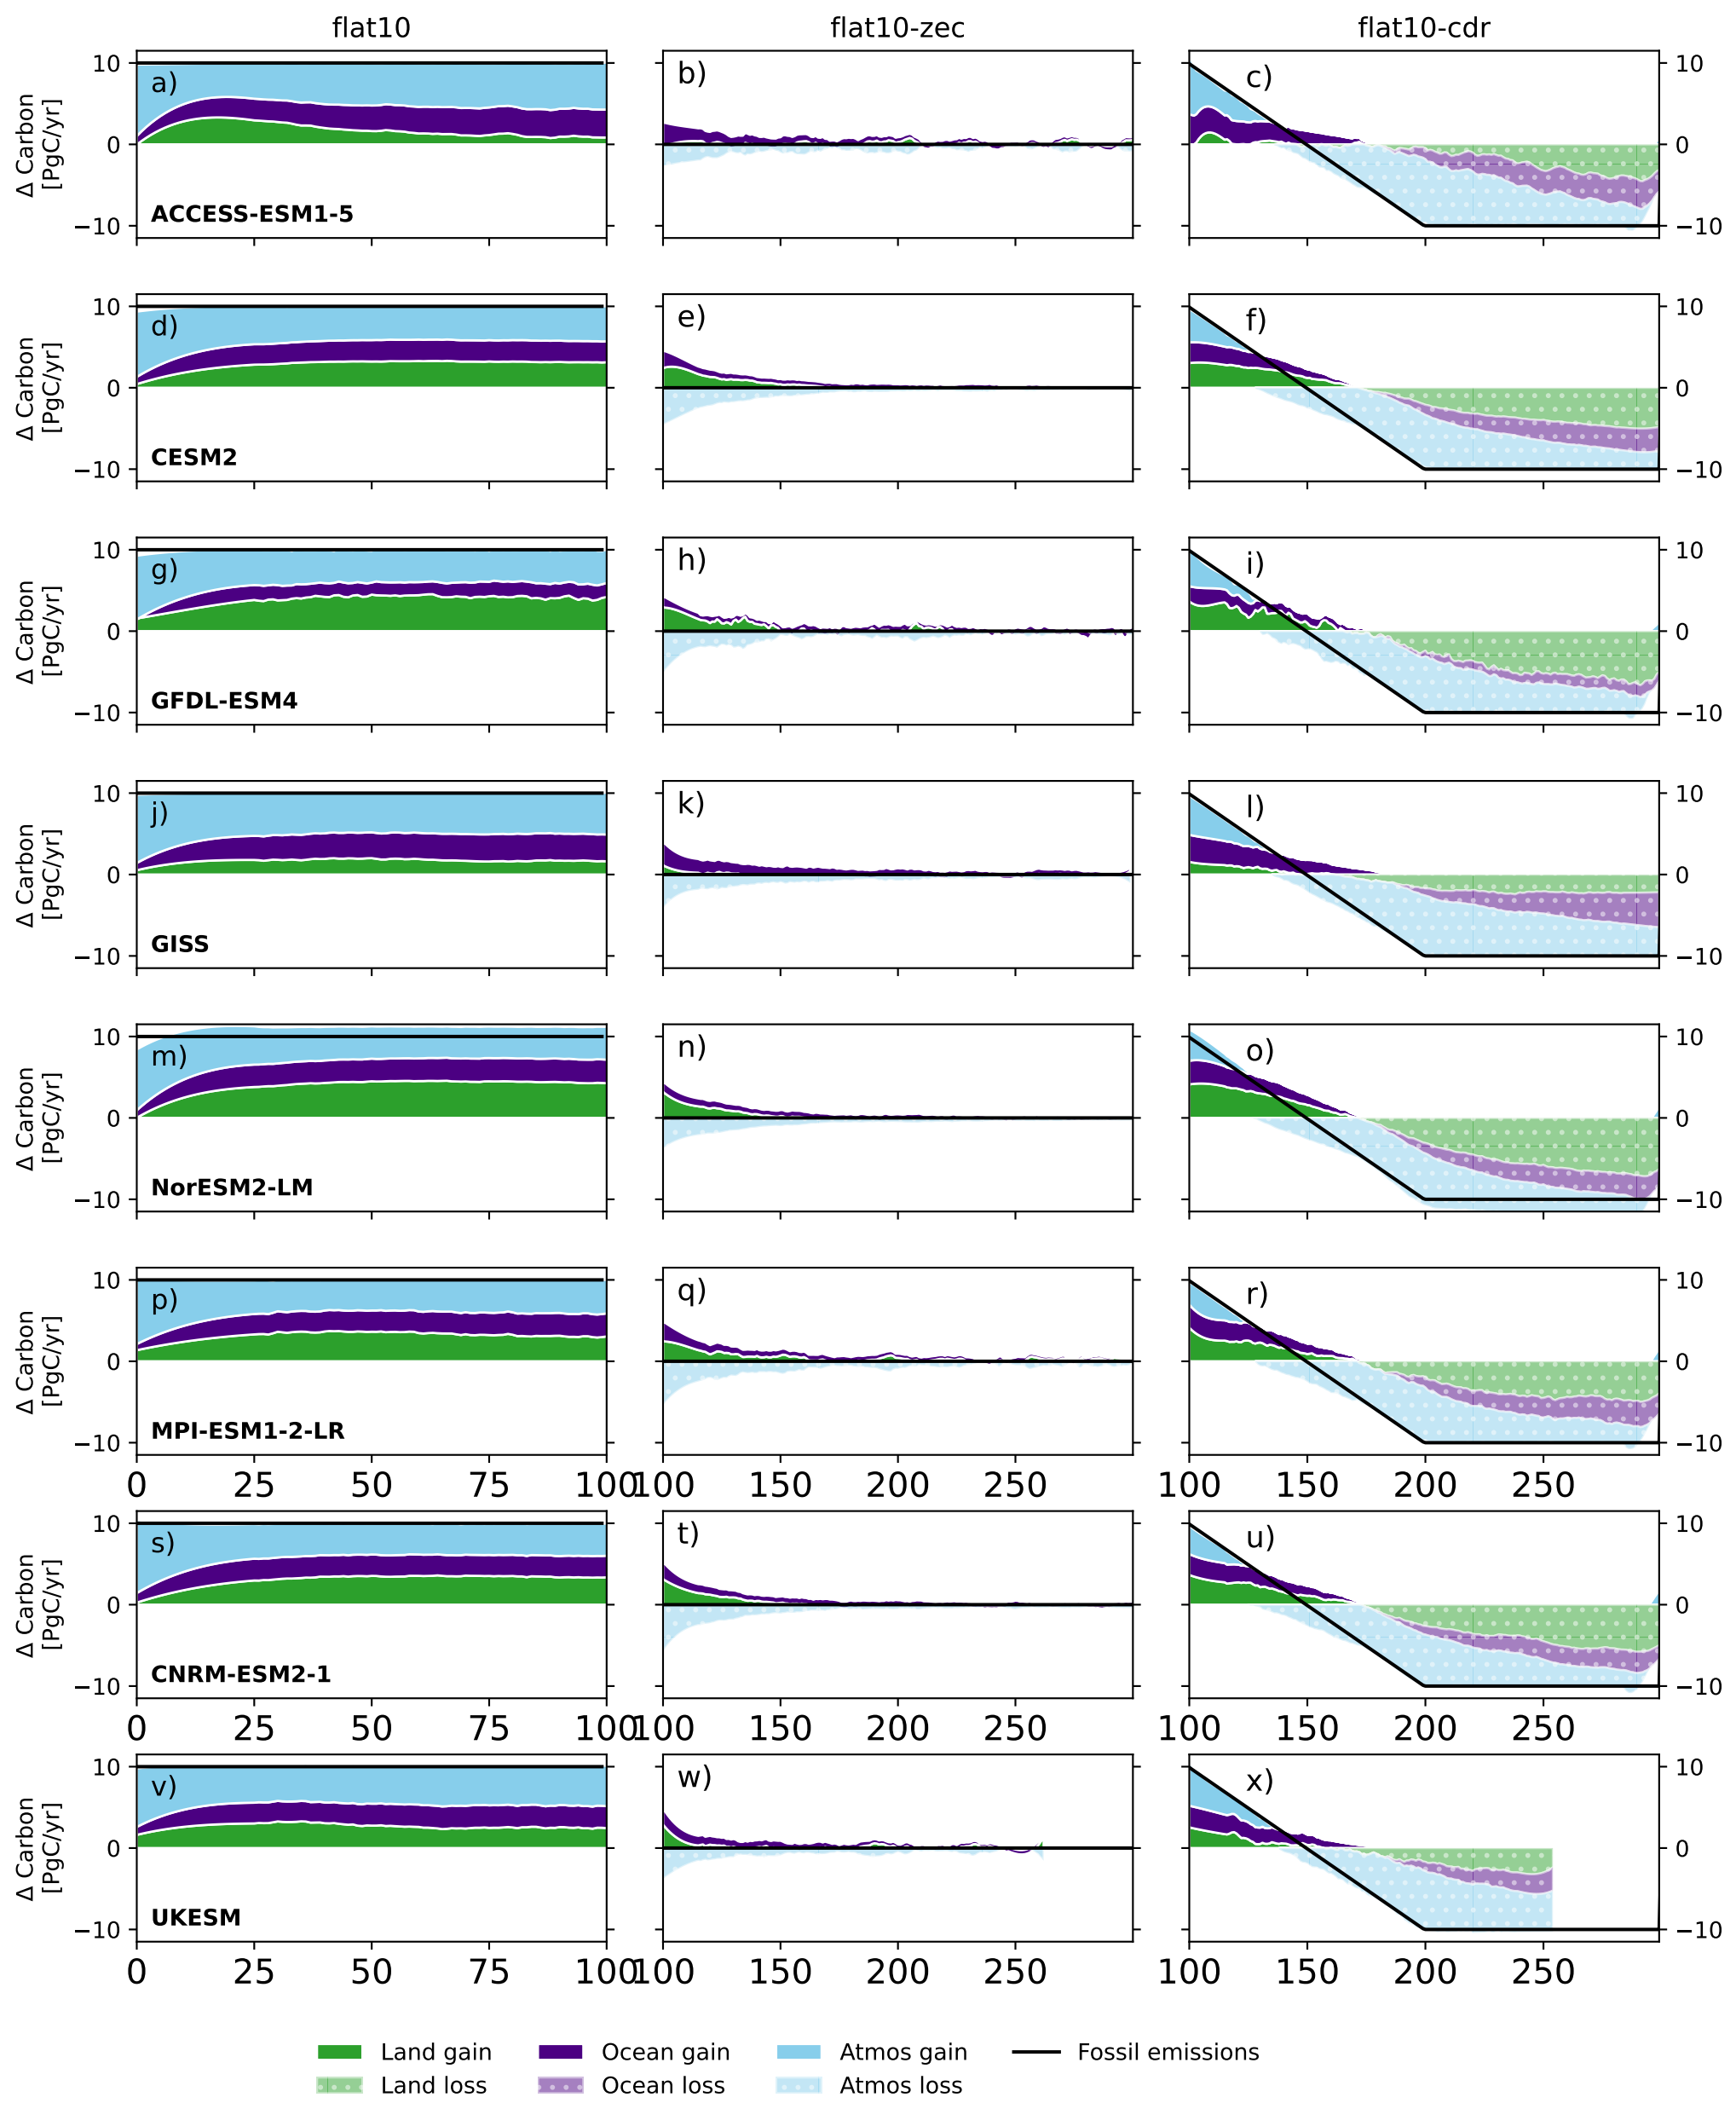 flat10 flat10-zec flat10-cdr
Δ Carbon
[PgC/yr]
10
0
−10
a)
ACCESS-ESM1-5
b)
c)
10
0
−10
Δ Carbon
[PgC/yr]
10
0
−10
d)
CESM2
e)
f)
10
0
−10
Δ Carbon
[PgC/yr]
10
0
−10
g)
GFDL-ESM4
h)
i)
10
0
−10
Δ Carbon
[PgC/yr]
10
0
−10
j)
GISS
k)
l)
10
0
−10
Δ Carbon
[PgC/yr]
10
0
−10
m)
NorESM2-LM
n)
o)
10
0
−10
Δ Carbon
[PgC/yr]
10
0
−10
p)
MPI-ESM1-2-LR
q)
r)
10
0
−10
0 25 50 75 100 100 150 200 250 100 150 200 250
Δ Carbon
[PgC/yr]
10
0
−10
s)
CNRM-ESM2-1
t)
u)
10
0
−10
0 25 50 75 100 100 150 200 250 100 150 200 250
Δ Carbon
[PgC/yr]
10
0
−10
v)
UKESM
w)
x)
10
0
−10
0 25 50 75 100 100 150 200 250 100 150 200 250
Land gain Ocean gain Atmos gain Fossil emissions
Land loss Ocean loss Atmos loss